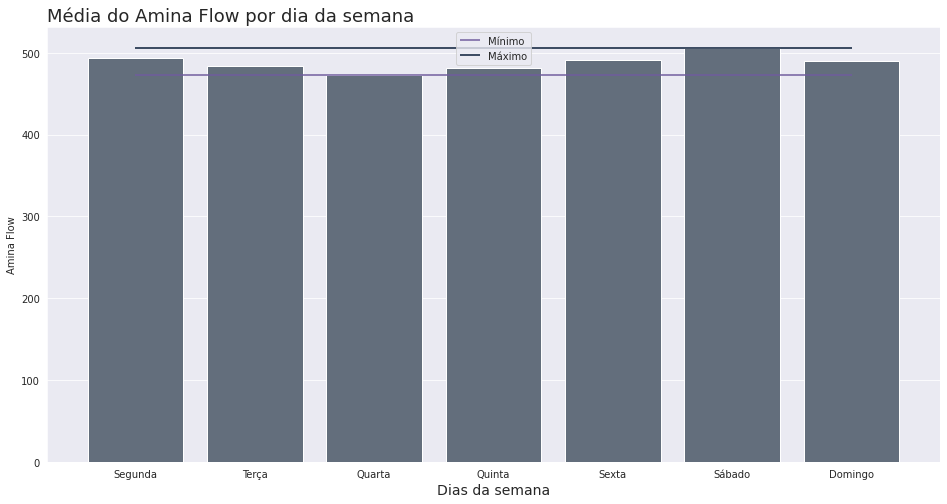 Média do Amina Flow por dia da semana
Mínimo
Máximo
500
400
300
200
100
0
Amina Flow
Segunda
Terça
Quarta
Quinta
Sexta
Sábado
Domingo
Dias da semana